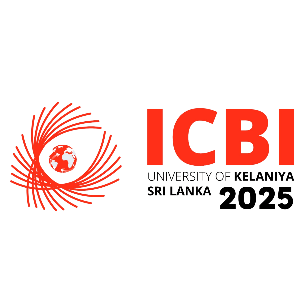 ICBI
UNIVERSITY OF KELANIYA
SRI LANKA 2025